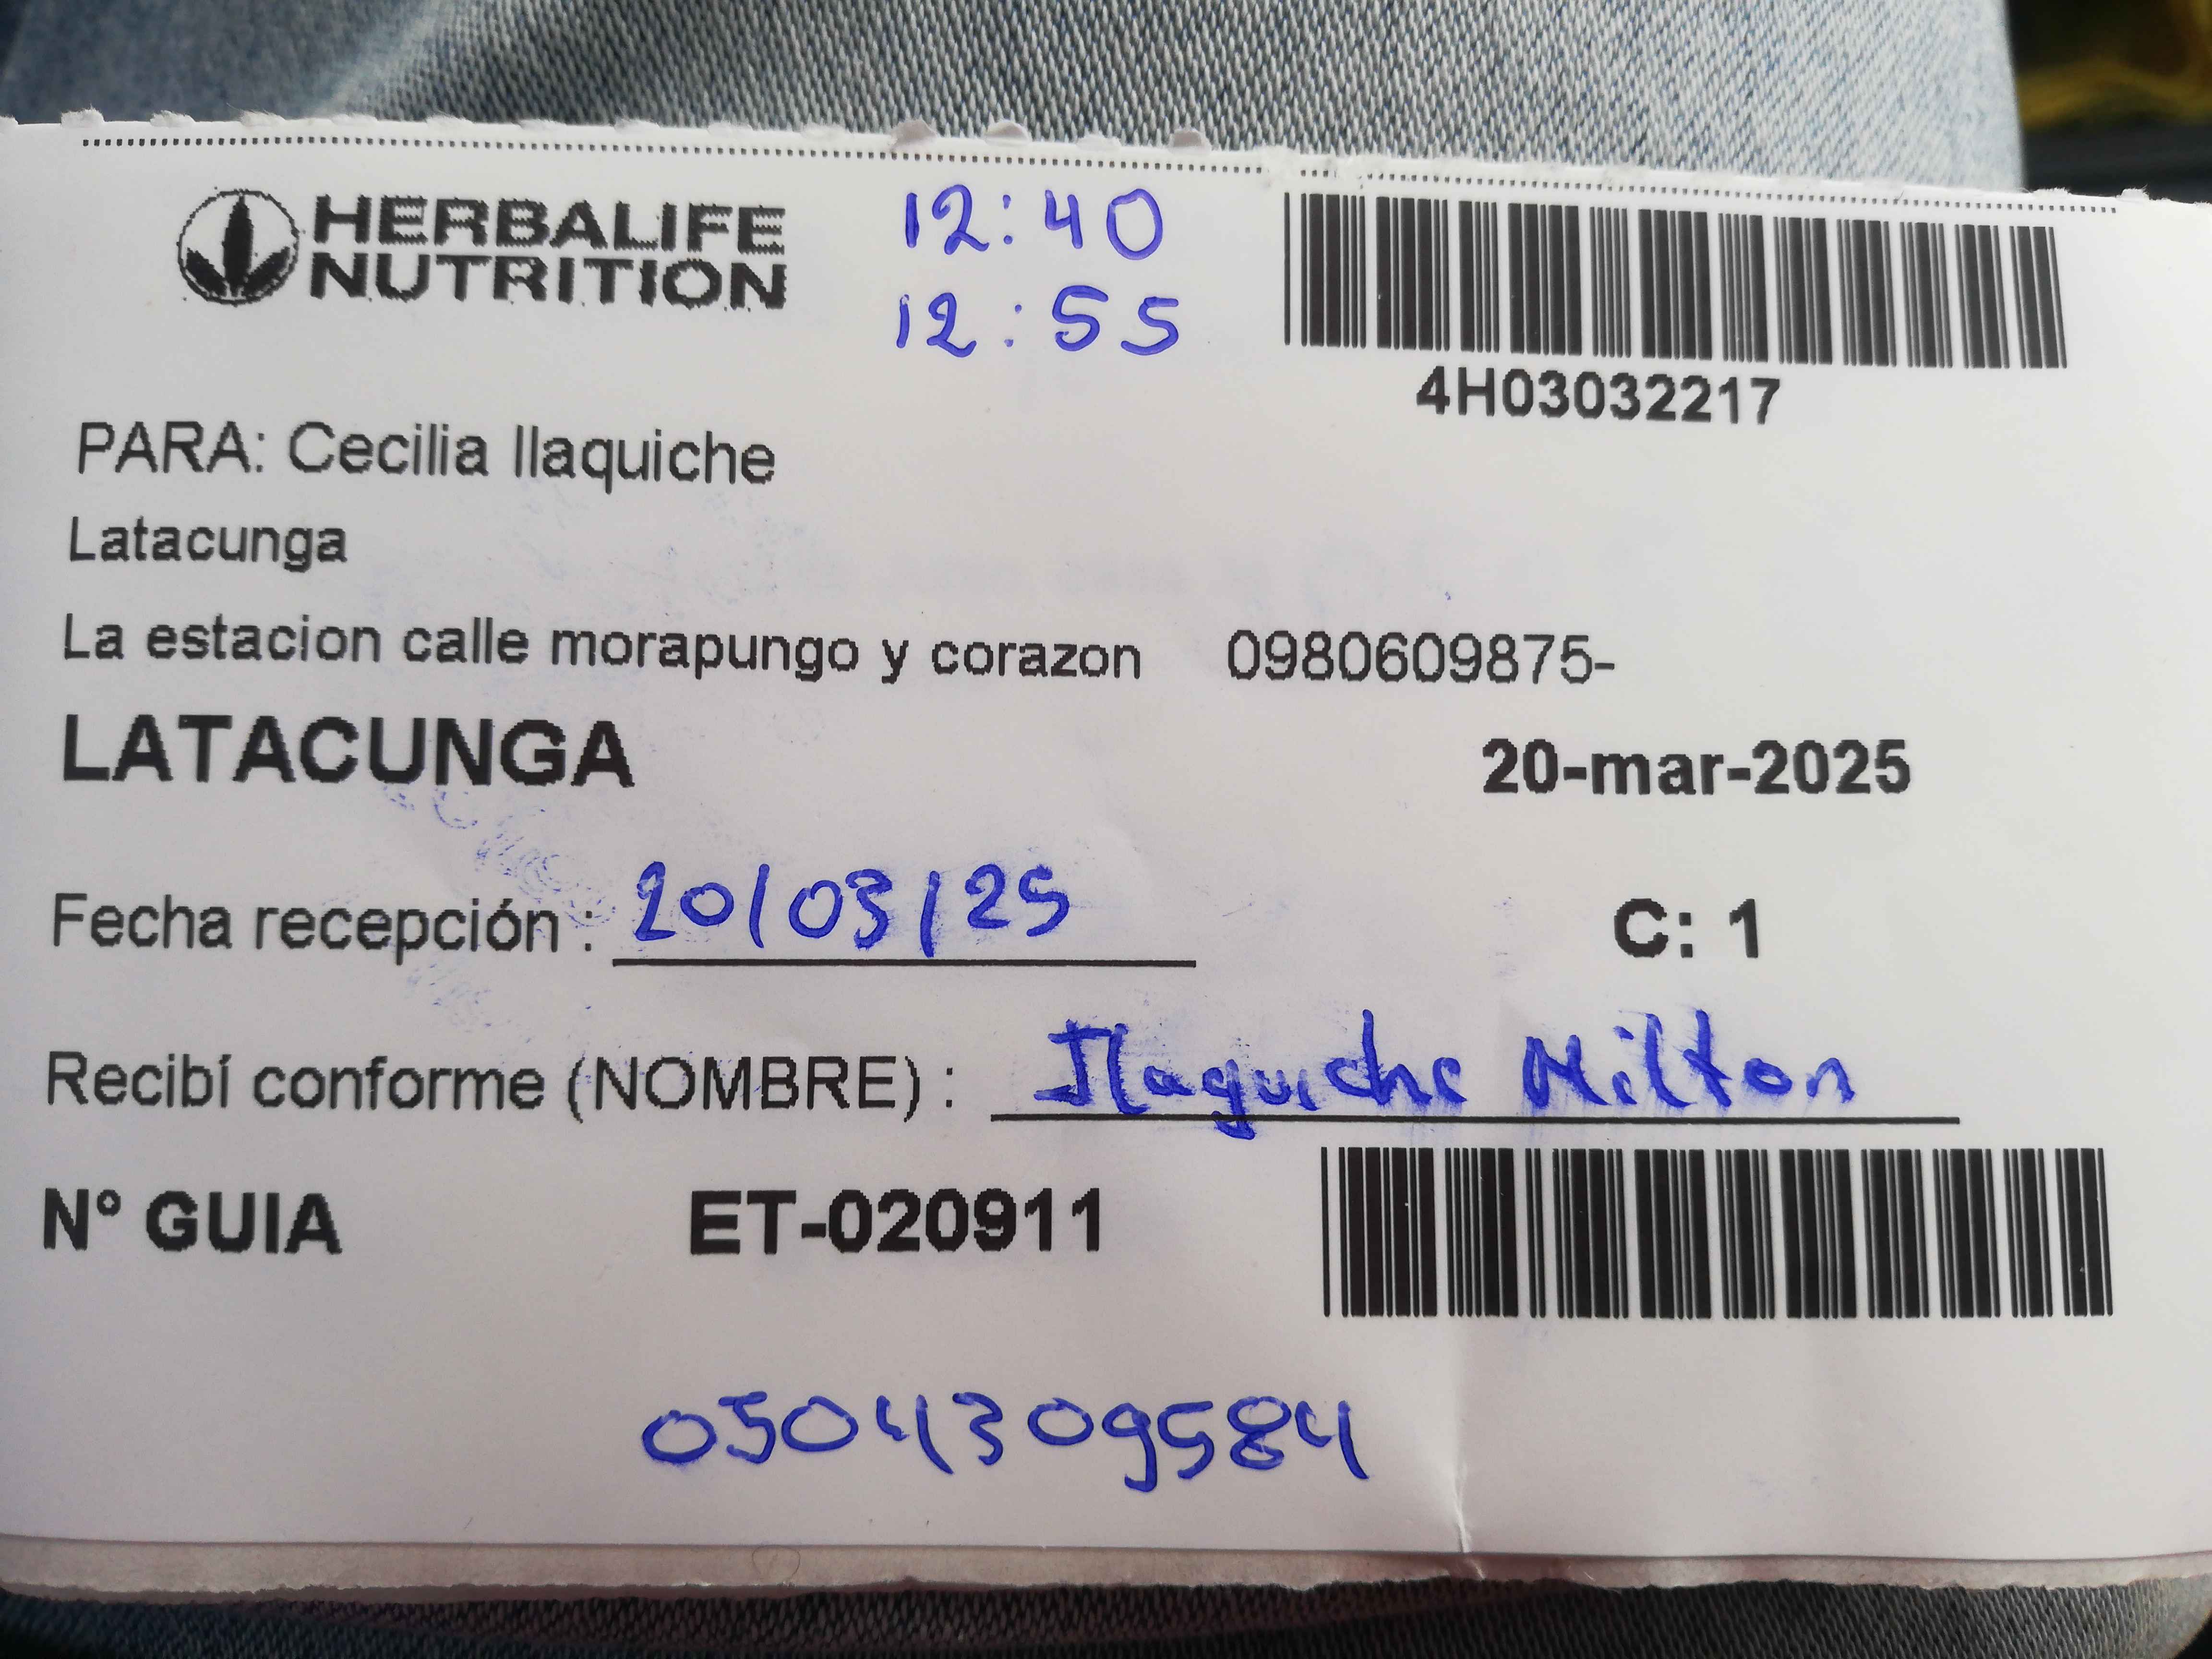 HERBALIFE
NUTRITION
12:40
12:55
4H03032217
PARA: Cecilia Ilaquiche
Latacunga
La estacion calle morapungo y corazon 0980609875-
LATACUNGA 20-mar-2025
Fecha recepción : 20/03/25 C: 1
Recibí conforme (NOMBRE) : Ilaquiche Milton
N° GUIA ET-020911
0504309584